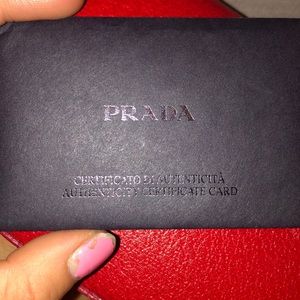 PRADA
CERTIFICATO DI AUTENTICITÀ
AUTHENTICITY CERTIFICATE CARD